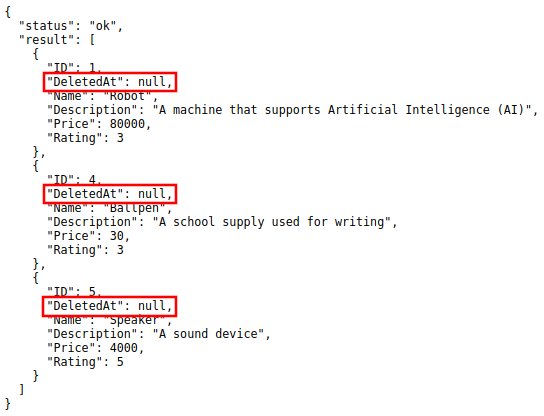 {
  "status": "ok",
  "result": [
    {
      "ID": 1,
      "DeletedAt": null,
      "Name": "Robot",
      "Description": "A machine that supports Artificial Intelligence (AI)",
      "Price": 80000,
      "Rating": 3
    },
    {
      "ID": 4,
      "DeletedAt": null,
      "Name": "Ballpen",
      "Description": "A school supply used for writing",
      "Price": 30,
      "Rating": 3
    },
    {
      "ID": 5,
      "DeletedAt": null,
      "Name": "Speaker",
      "Description": "A sound device",
      "Price": 4000,
      "Rating": 5
    }
  ]
}